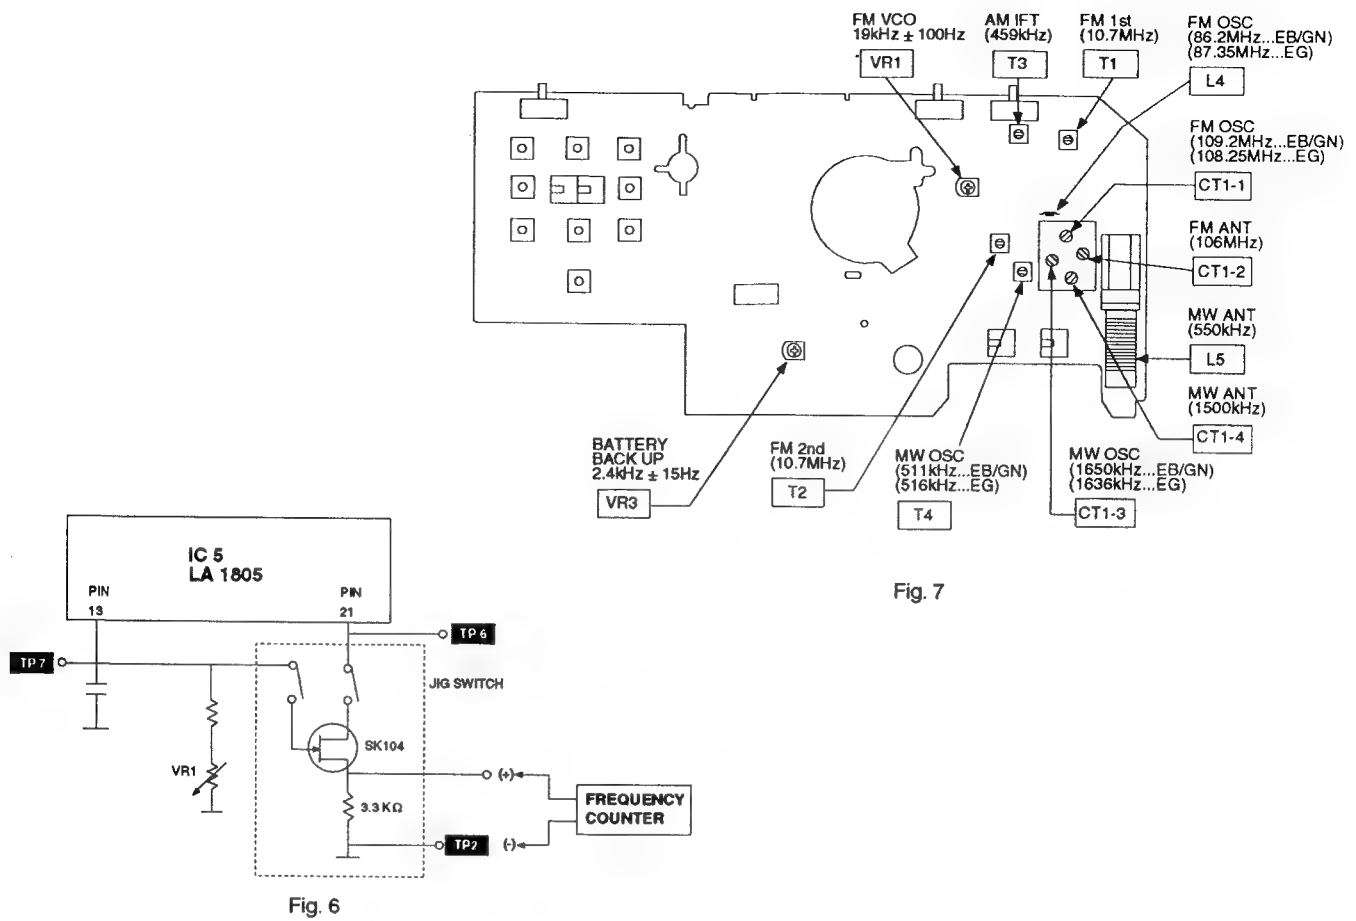 FM VCO
19kHz ± 100Hz
VR1
AM IFT
(459kHz)
T3
FM 1st
(10.7MHz)
T1
FM OSC
(86.2MHz...EB/GN)
(87.35MHz...EG)
L4
FM OSC
(109.2MHz...EB/GN)
(108.25MHz...EG)
CT1-1
FM ANT
(106MHz)
CT1-2
MW ANT
(550kHz)
L5
MW ANT
(1500kHz)
CT1-4
BATTERY
BACK UP
2.4kHz ± 15Hz
VR3
FM 2nd
(10.7MHz)
T2
MW OSC
(511kHz...EB/GN)
(516kHz...EG)
T4
MW OSC
(1650kHz...EB/GN)
(1636kHz...EG)
CT1-3
Fig. 7
IC 5
LA 1805
PIN
13
PIN
21
TP 6
TP 7
JIG SWITCH
SK104
VR1
3.3 KΩ
(+)
FREQUENCY
COUNTER
TP2
(-)
Fig. 6